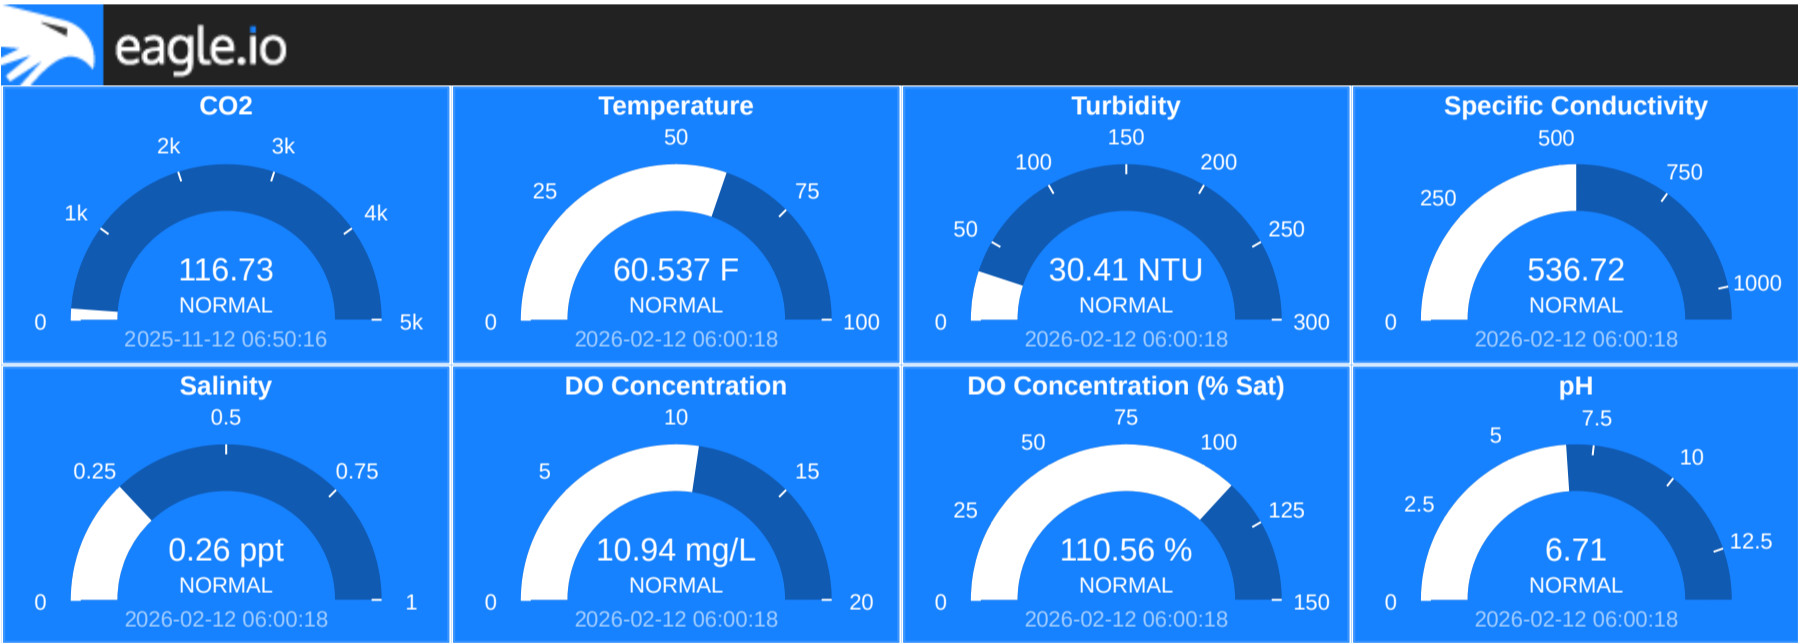 eagle.io
CO2
0
1k
2k
3k
4k
5k
116.73
NORMAL
2025-11-12 06:50:16
Temperature
0
25
50
75
100
60.537 F
NORMAL
2026-02-12 06:00:18
Turbidity
0
50
100
150
200
250
300
30.41 NTU
NORMAL
2026-02-12 06:00:18
Specific Conductivity
0
250
500
750
1000
536.72
NORMAL
2026-02-12 06:00:18
Salinity
0
0.25
0.5
0.75
1
0.26 ppt
NORMAL
2026-02-12 06:00:18
DO Concentration
0
5
10
15
20
10.94 mg/L
NORMAL
2026-02-12 06:00:18
DO Concentration (% Sat)
0
25
50
75
100
125
150
110.56 %
NORMAL
2026-02-12 06:00:18
pH
0
2.5
5
7.5
10
12.5
6.71
NORMAL
2026-02-12 06:00:18